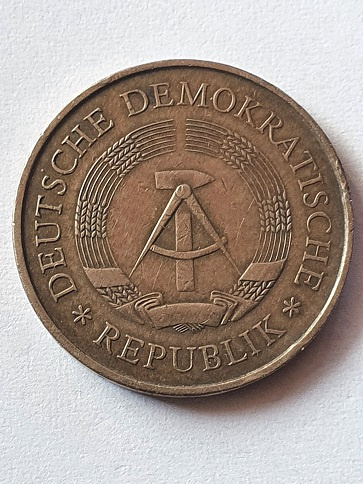 DEUTSCHE DEMOKRATISCHE
* REPUBLIK *